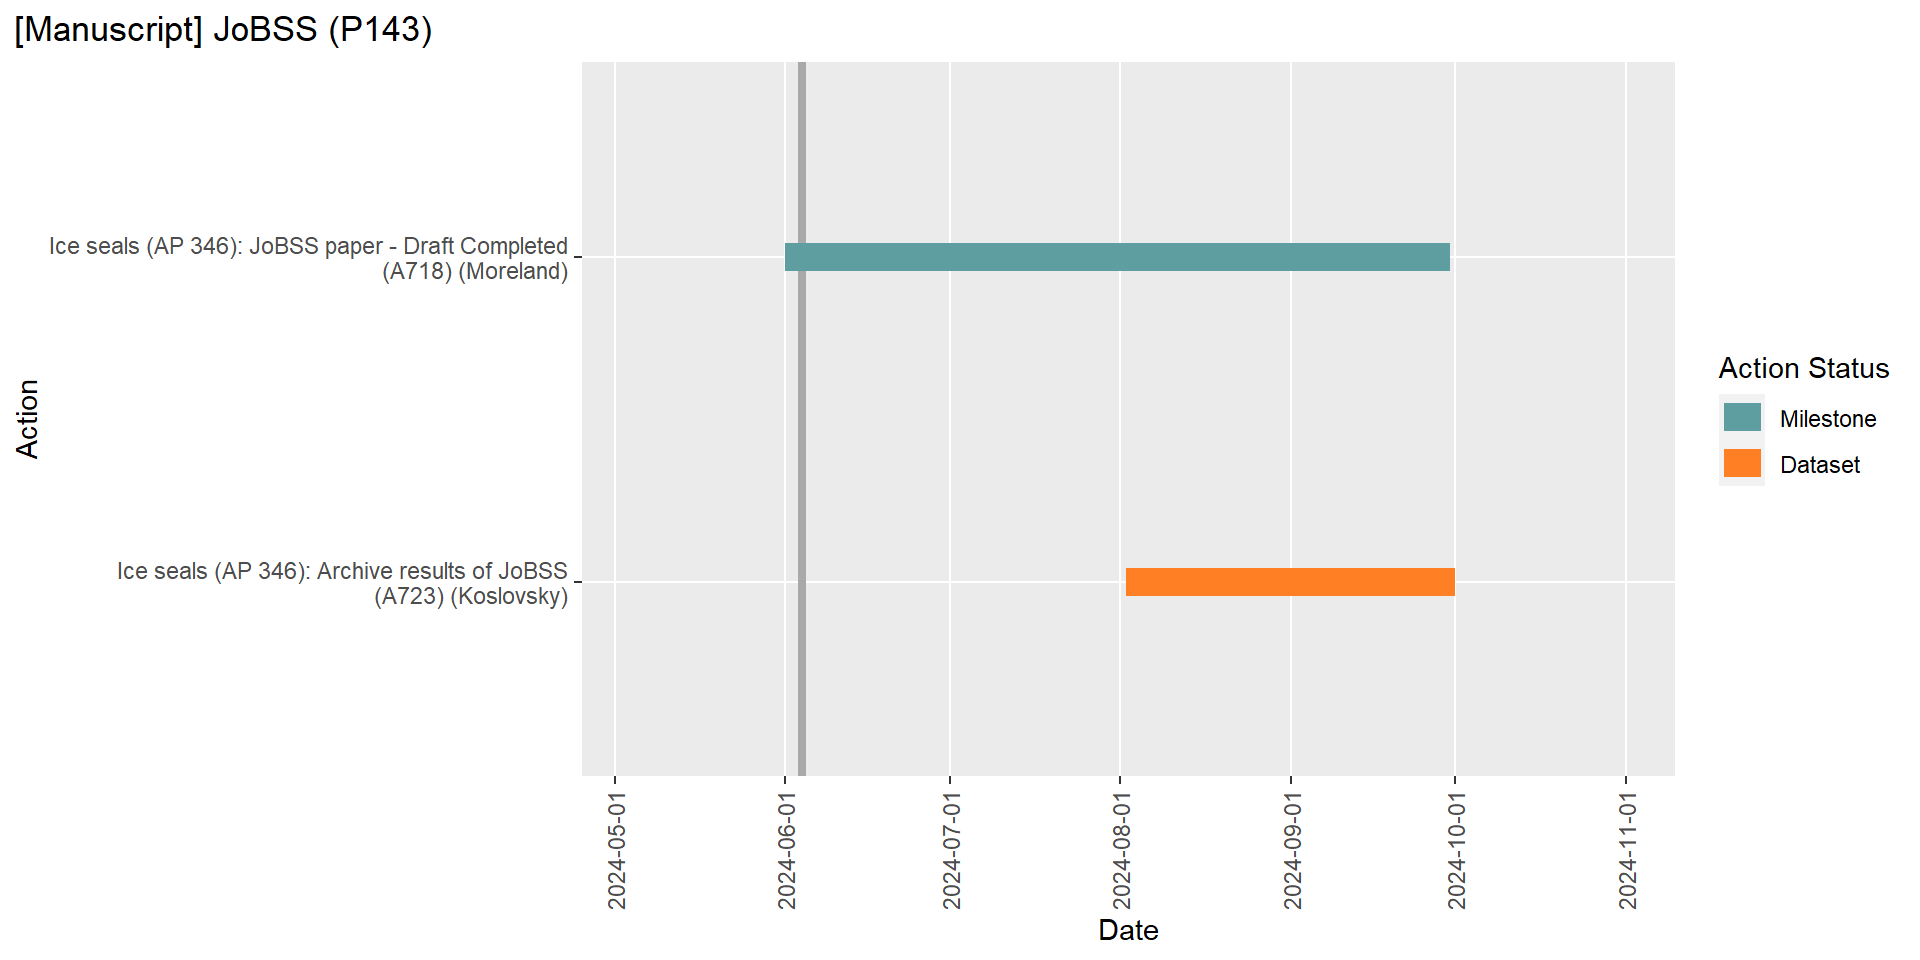 [Manuscript] JoBSS (P143)
Ice seals (AP 346): JoBSS paper - Draft Completed
(A718) (Moreland)
Ice seals (AP 346): Archive results of JoBSS
(A723) (Koslovsky)
Action
2024-05-01
2024-06-01
2024-07-01
2024-08-01
2024-09-01
2024-10-01
2024-11-01
Date
Action Status
Milestone
Dataset